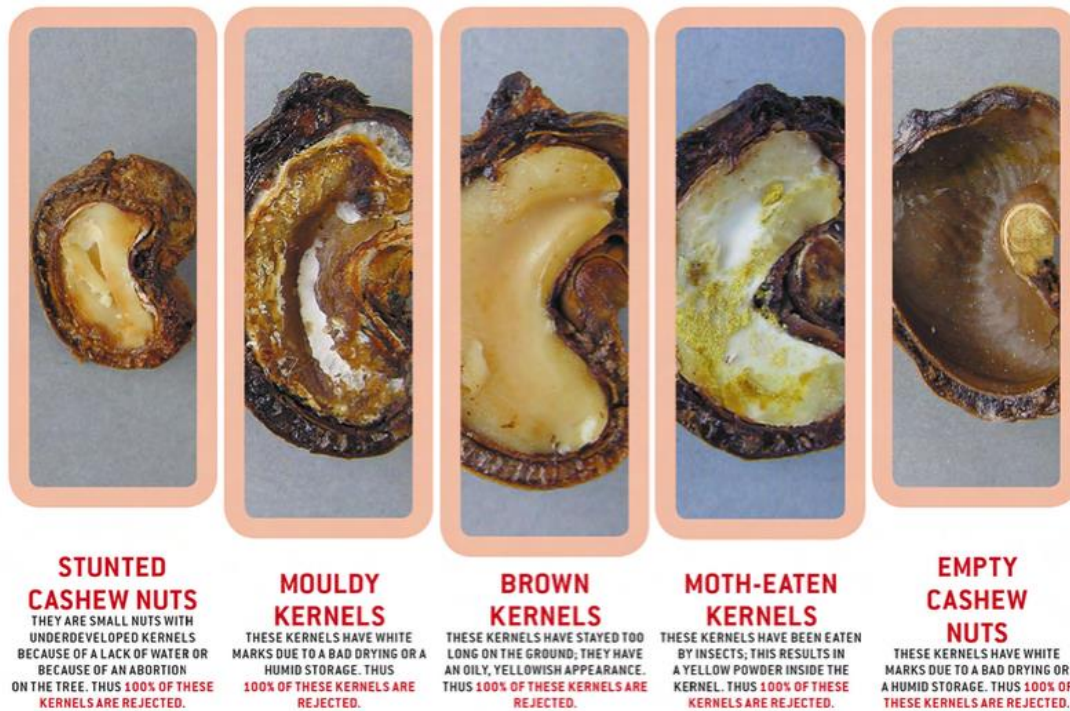 STUNTED
CASHEW NUTS
THEY ARE SMALL NUTS WITH
UNDERDEVELOPED KERNELS
BECAUSE OF A LACK OF WATER OR
BECAUSE OF AN ABORTION
ON THE TREE. THUS 100% OF THESE
KERNELS ARE REJECTED.
MOULDY
KERNELS
THESE KERNELS HAVE WHITE
MARKS DUE TO A BAD DRYING OR A
HUMID STORAGE. THUS
100% OF THESE KERNELS ARE
REJECTED.
BROWN
KERNELS
THESE KERNELS HAVE STAYED TOO
LONG ON THE GROUND; THEY HAVE
AN OILY, YELLOWISH APPEARANCE.
THUS 100% OF THESE KERNELS ARE
REJECTED.
MOTH-EATEN
KERNELS
THESE KERNELS HAVE BEEN EATEN
BY INSECTS; THIS RESULTS IN
A YELLOW POWDER INSIDE THE
KERNEL. THUS 100% OF THESE
KERNELS ARE REJECTED.
EMPTY
CASHEW
NUTS
THESE KERNELS HAVE WHITE
MARKS DUE TO A BAD DRYING OR
A HUMID STORAGE. THUS 100% OF
THESE KERNELS ARE REJECTED.